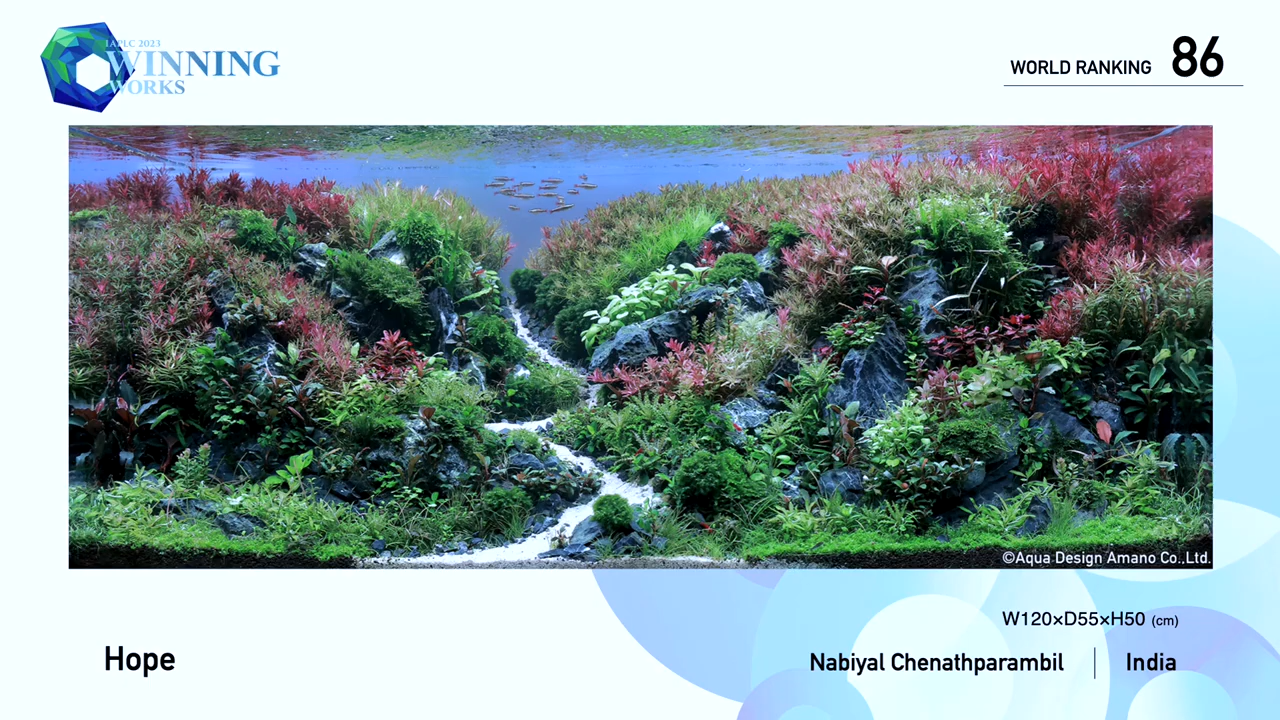 IAPLC 2023
WINNING
WORKS
WORLD RANKING 86
©Aqua Design Amano Co.,Ltd.
W120×D55×H50 (cm)
Hope
Nabiyal Chenathparambil | India